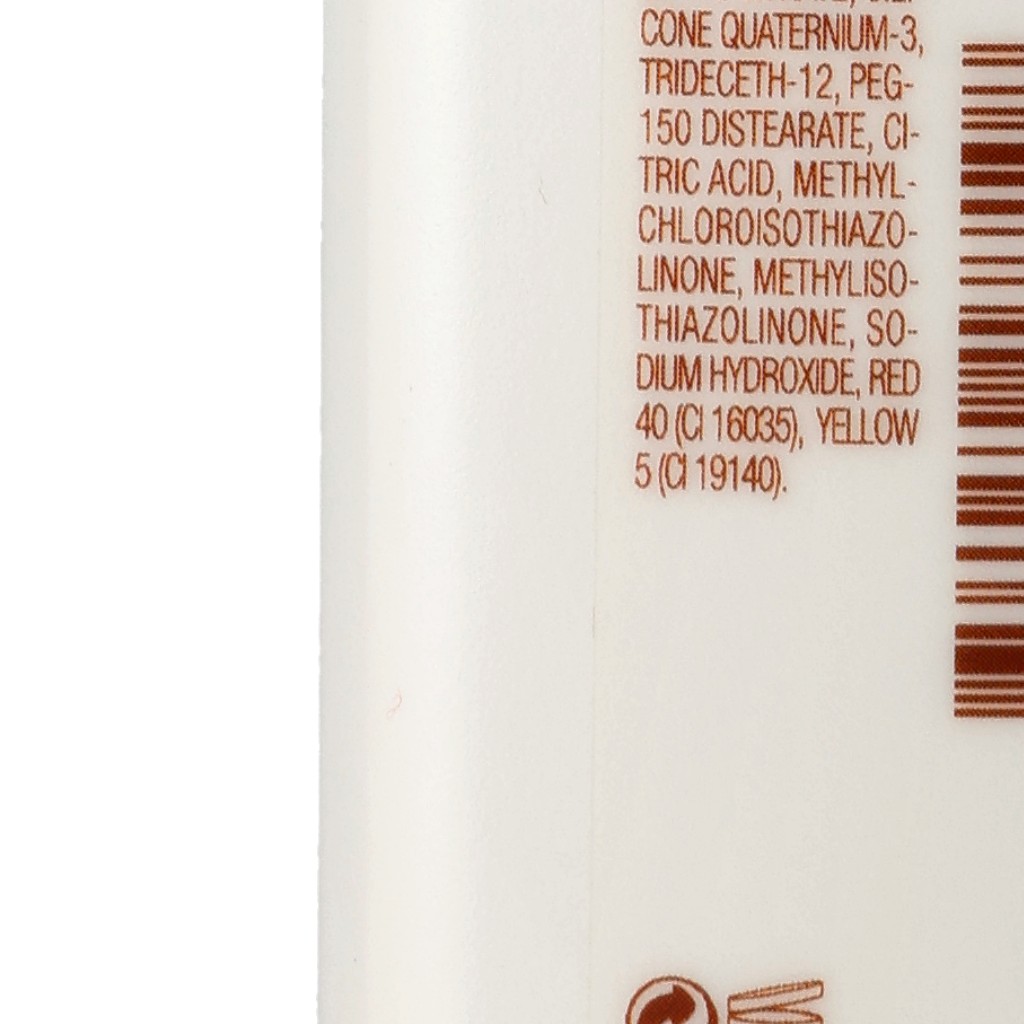 CONE QUATERNIUM-3,
TRIDECETH-12, PEG-
150 DISTEARATE, CI-
TRIC ACID, METHYL-
CHLOROISOTHIAZO-
LINONE, METHYLISO-
THIAZOLINONE, SO-
DIUM HYDROXIDE, RED
40 (CI 16035), YELLOW
5 (CI 19140).